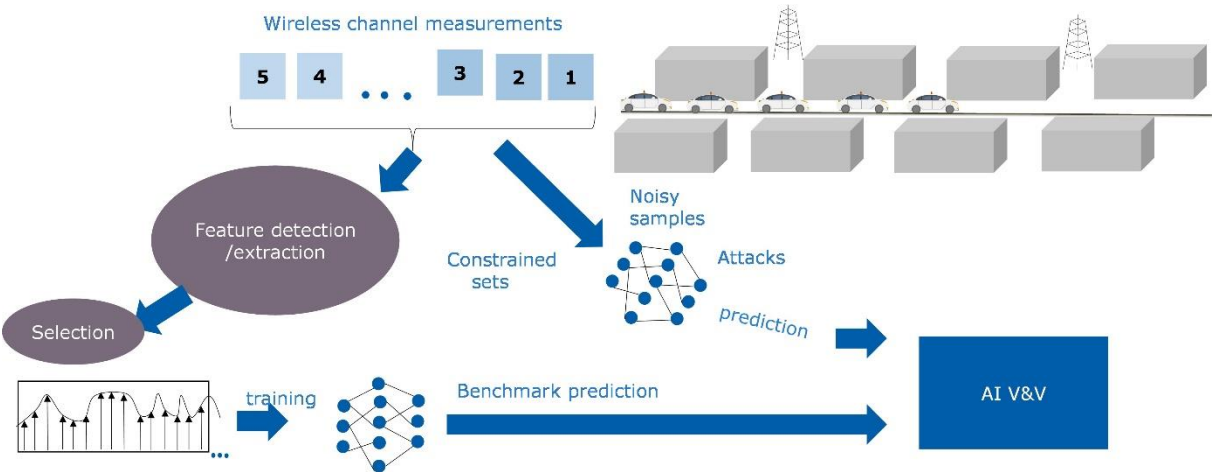 Wireless channel measurements
5
4
• • •
3
2
1
Feature detection
/extraction
Noisy
samples
Constrained
sets
Attacks
prediction
Selection
training
Benchmark prediction
AI V&V
...